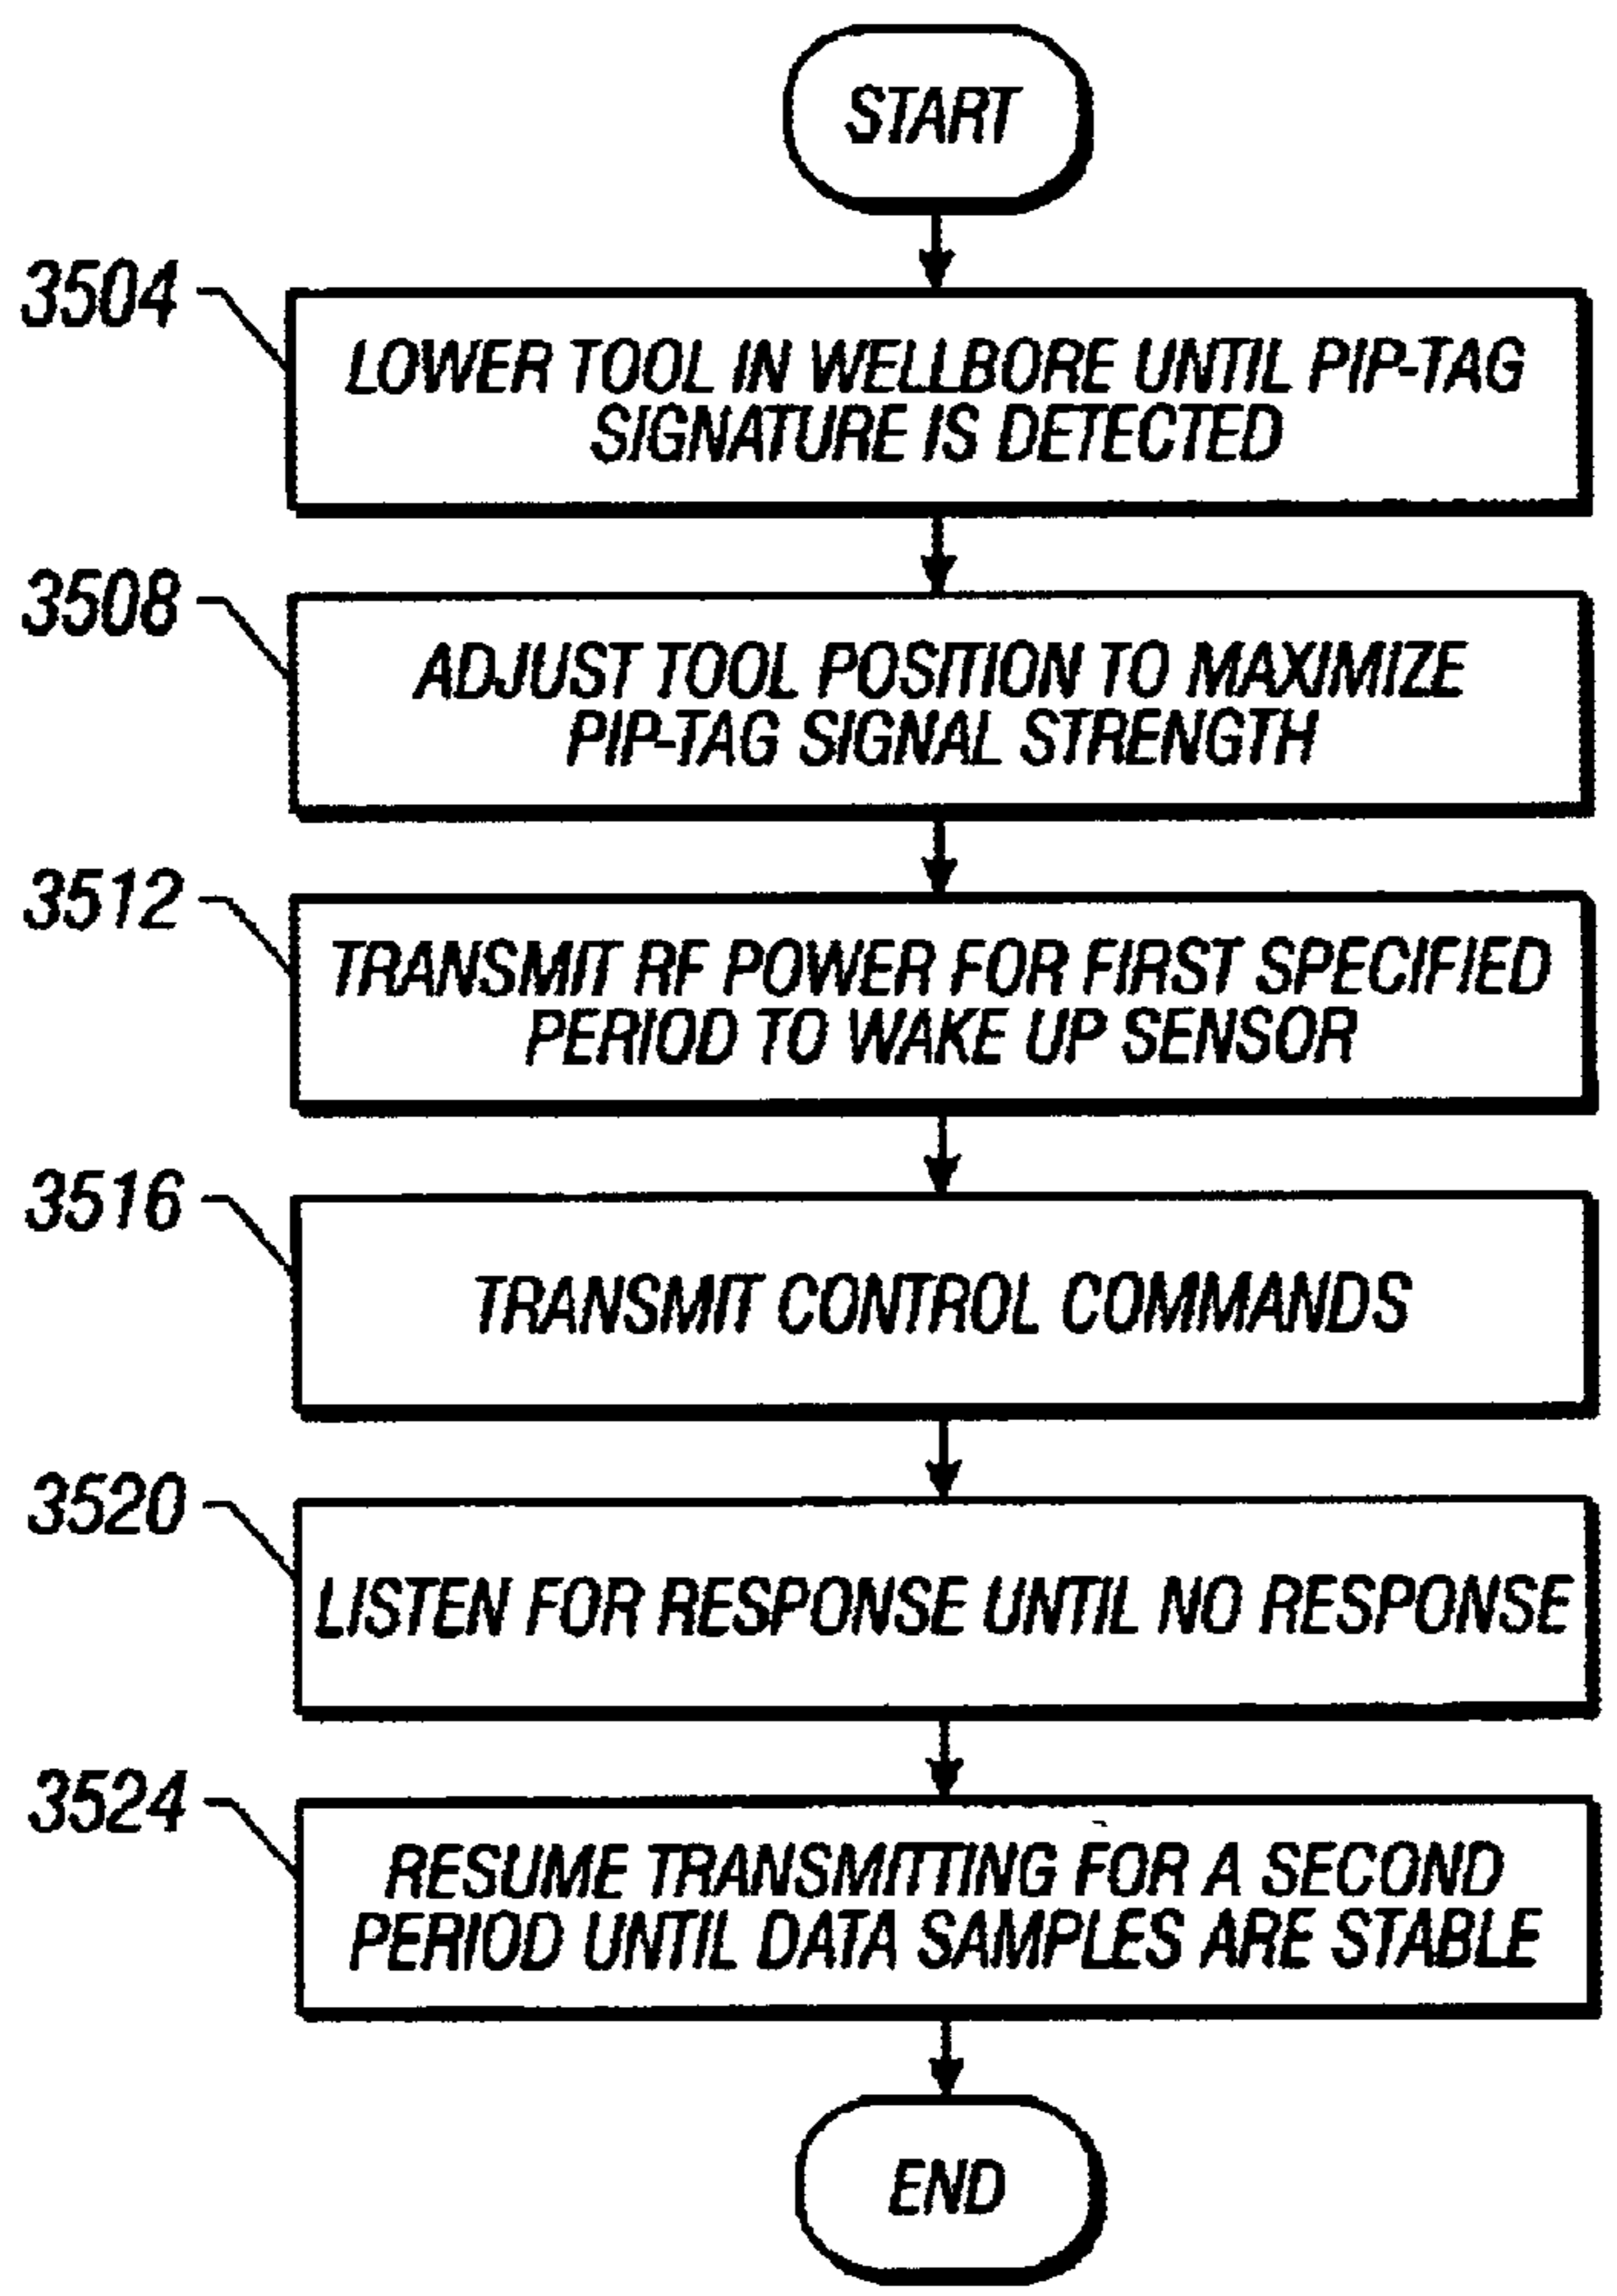 START
3504
LOWER TOOL IN WELLBORE UNTIL PIP-TAG
SIGNATURE IS DETECTED
3508
ADJUST TOOL POSITION TO MAXIMIZE
PIP-TAG SIGNAL STRENGTH
3512
TRANSMIT RF POWER FOR FIRST SPECIFIED
PERIOD TO WAKE UP SENSOR
3516
TRANSMIT CONTROL COMMANDS
3520
LISTEN FOR RESPONSE UNTIL NO RESPONSE
3524
RESUME TRANSMITTING FOR A SECOND
PERIOD UNTIL DATA SAMPLES ARE STABLE
END